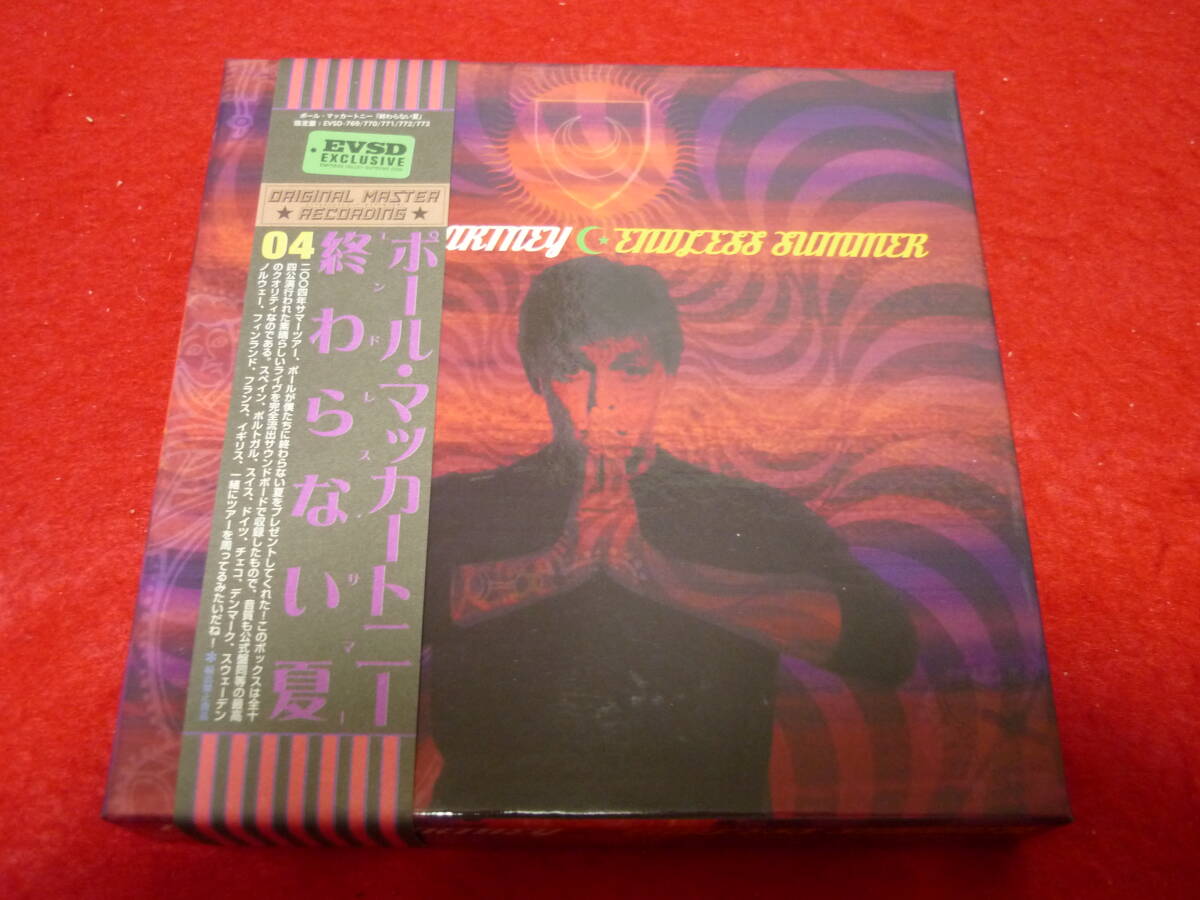 ポール・マッカートニー「終わらない夏」
限定盤：EVSD-769/770/771/772/773
EVSD
EXCLUSIVE
ORIGINAL MASTER
★ RECORDING ★
04
ポール・マッカートニー
終わらない夏
エンドレス・サマー
二〇〇四年サマーツアー、ポールが僕たちに終わらない夏をプレゼントしてくれた！このボックスは全十
四公演行われた素晴らしいライヴを完全流出サウンドボードで収録したもので、音質も公式盤同等の最高
のクオリティなのである。スペイン、ポルトガル、スイス、ドイツ、チェコ、デンマーク、スウェーデン
ノルウェー、フィンランド、フランス、イギリス、一緒にツアーを周ってるみたいだね！
ENDLESS SUMMER